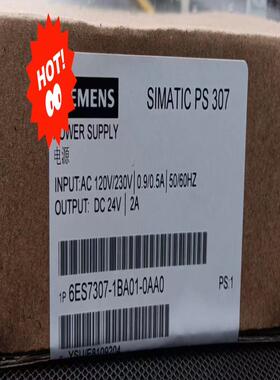 HOT!
SIEMENS
SIMATIC PS 307
POWER SUPPLY
电源
INPUT:AC 120V/230V | 0.9/0.5A | 50/60HZ
OUTPUT: DC 24V | 2A
1P 6ES7307-1BA01-0AA0
PS:1